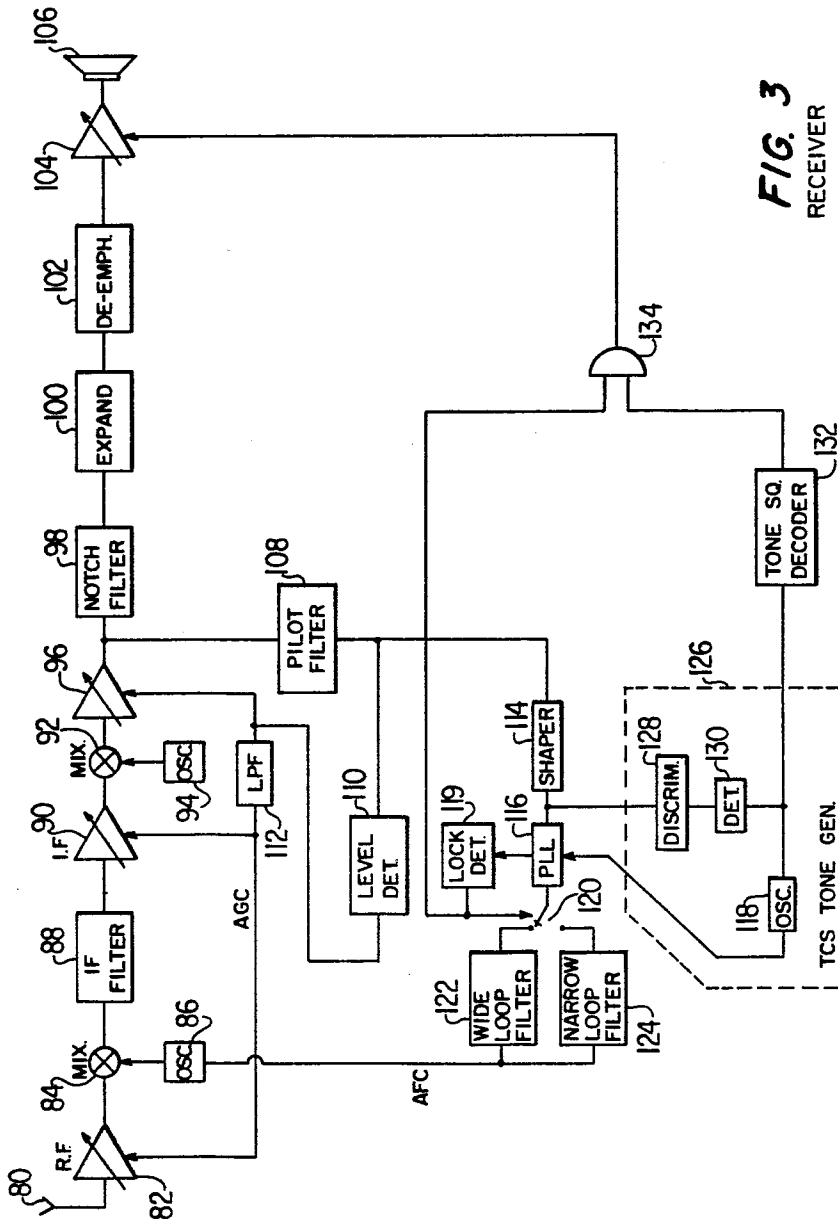 80
R.F.
82
84
MIX.
OSC.
86
88
IF
FILTER
90
I.F
92
MIX.
OSC.
94
96
98
NOTCH
FILTER
100
EXPAND
102
DE-EMPH.
104
106
AGC
LPF
112
108
PILOT
FILTER
110
LEVEL
DET.
AFC
122
WIDE
LOOP
FILTER
NARROW
LOOP
FILTER
124
120
119
LOCK
DET.
116
PLL
114
SHAPER
126
128
DISCRIM.
130
DET.
118
OSC.
TCS TONE GEN.
TONE SQ.
DECODER
132
134
FIG. 3
RECEIVER